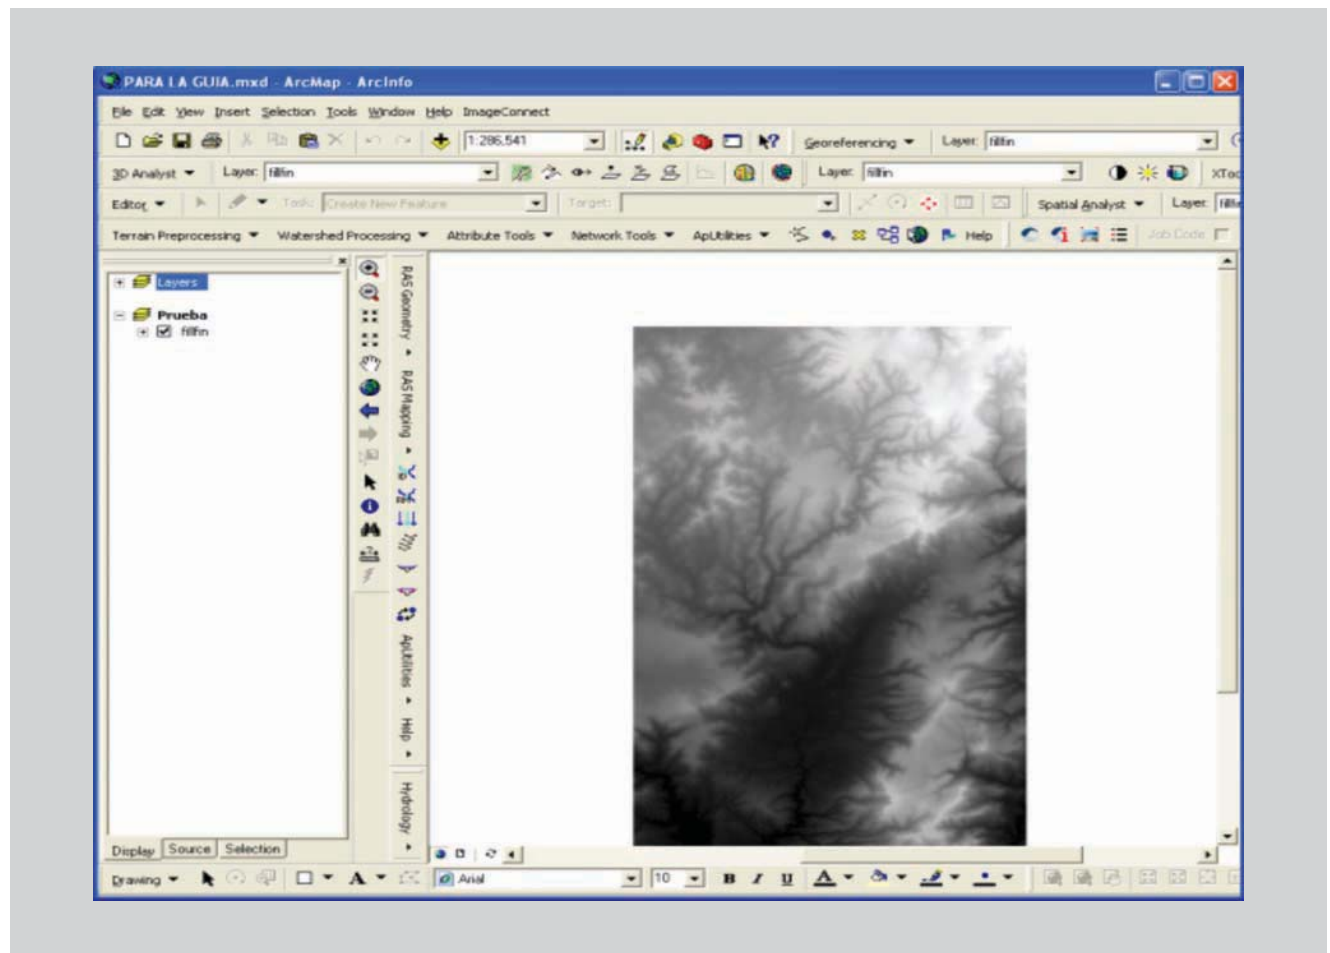 PARA LA GUIA.mxd - ArcMap - ArcInfo
File Edit View Insert Selection Tools Window Help ImageConnect
1:286,541 Georeferencing Layer: fillfin
3D Analyst Layer: fillfin Layer: fillfin
Editor Task: Create New Feature Target: Spatial Analyst Layer:
Terrain Preprocessing Watershed Processing Attribute Tools Network Tools ApUtilities Help Job Code
Layers
Prueba
fillfin
RAS Geometry
RAS Mapping
ApUtilities
Help
Hydrology
Display Source Selection
Drawing A Arial 10 B I U A